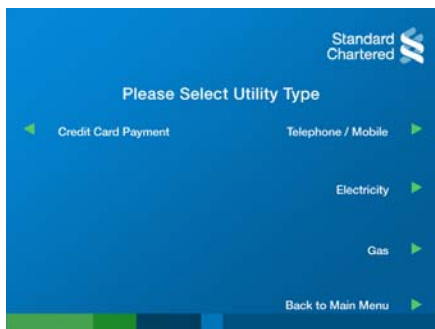 Standard
Chartered
Please Select Utility Type
Credit Card Payment
Telephone / Mobile
Electricity
Gas
Back to Main Menu